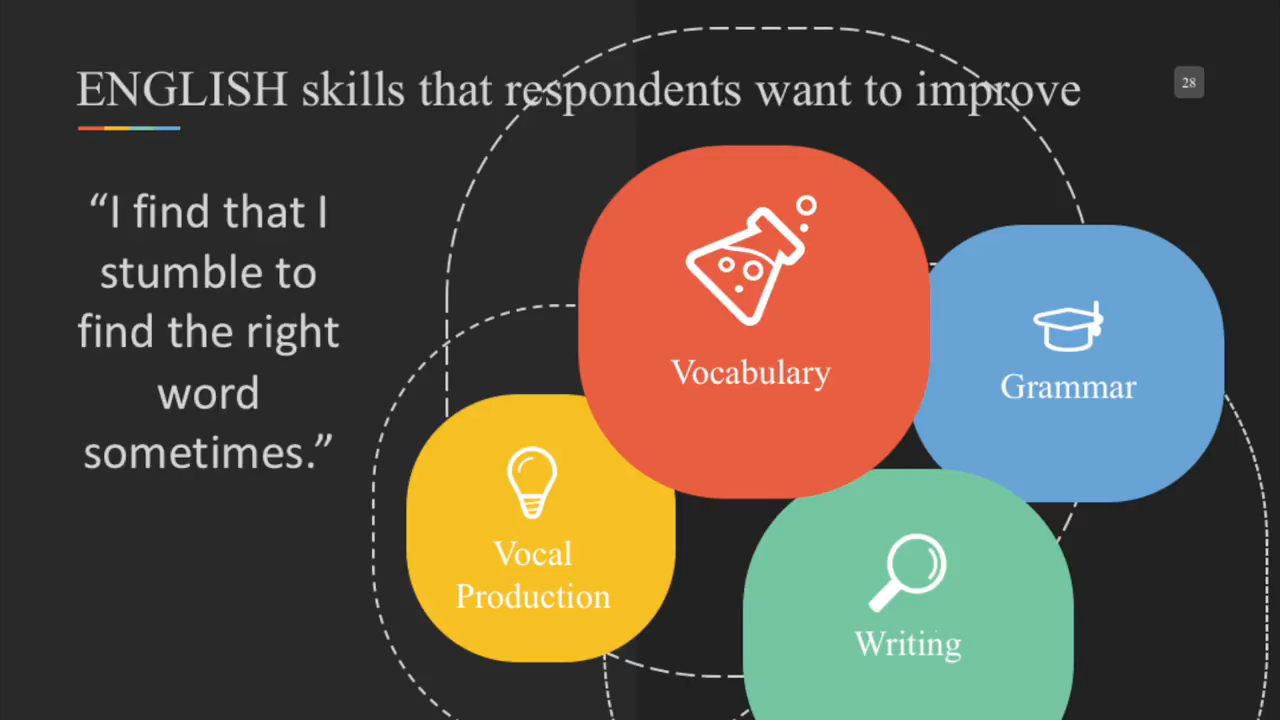 ENGLISH skills that respondents want to improve
28
“I find that I
stumble to
find the right
word
sometimes.”
Vocabulary
Grammar
Vocal
Production
Writing